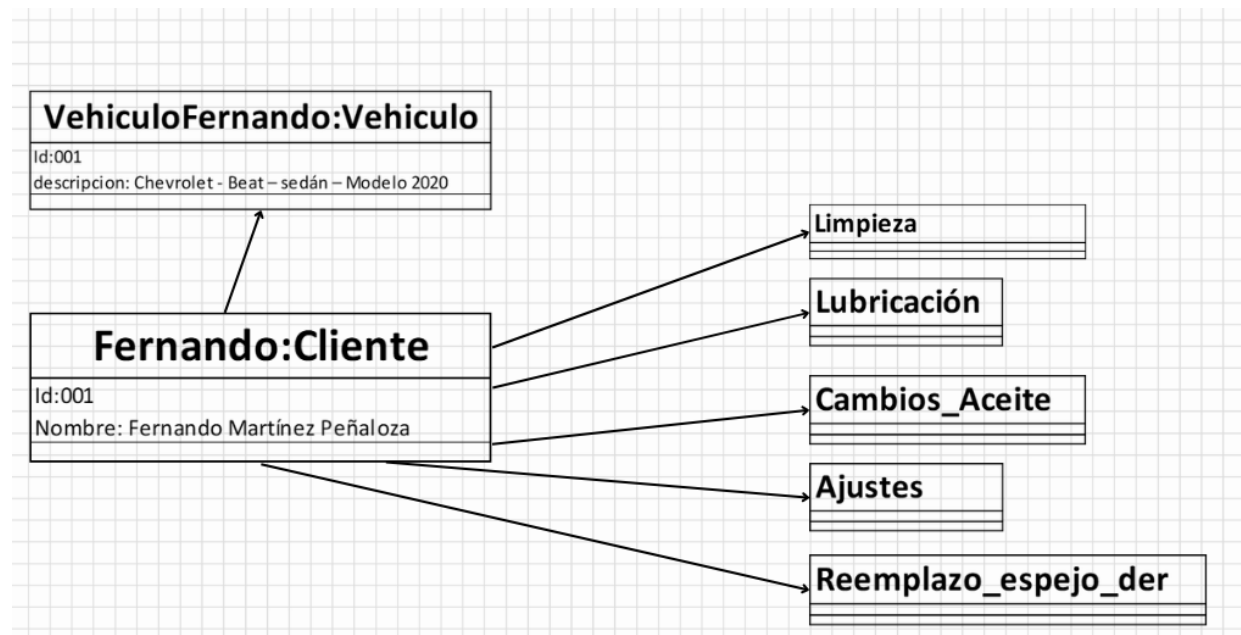 VehiculoFernando:Vehiculo
Id:001
descripcion: Chevrolet - Beat – sedán – Modelo 2020
Fernando:Cliente
Id:001
Nombre: Fernando Martínez Peñaloza
Limpieza
Lubricación
Cambios_Aceite
Ajustes
Reemplazo_espejo_der